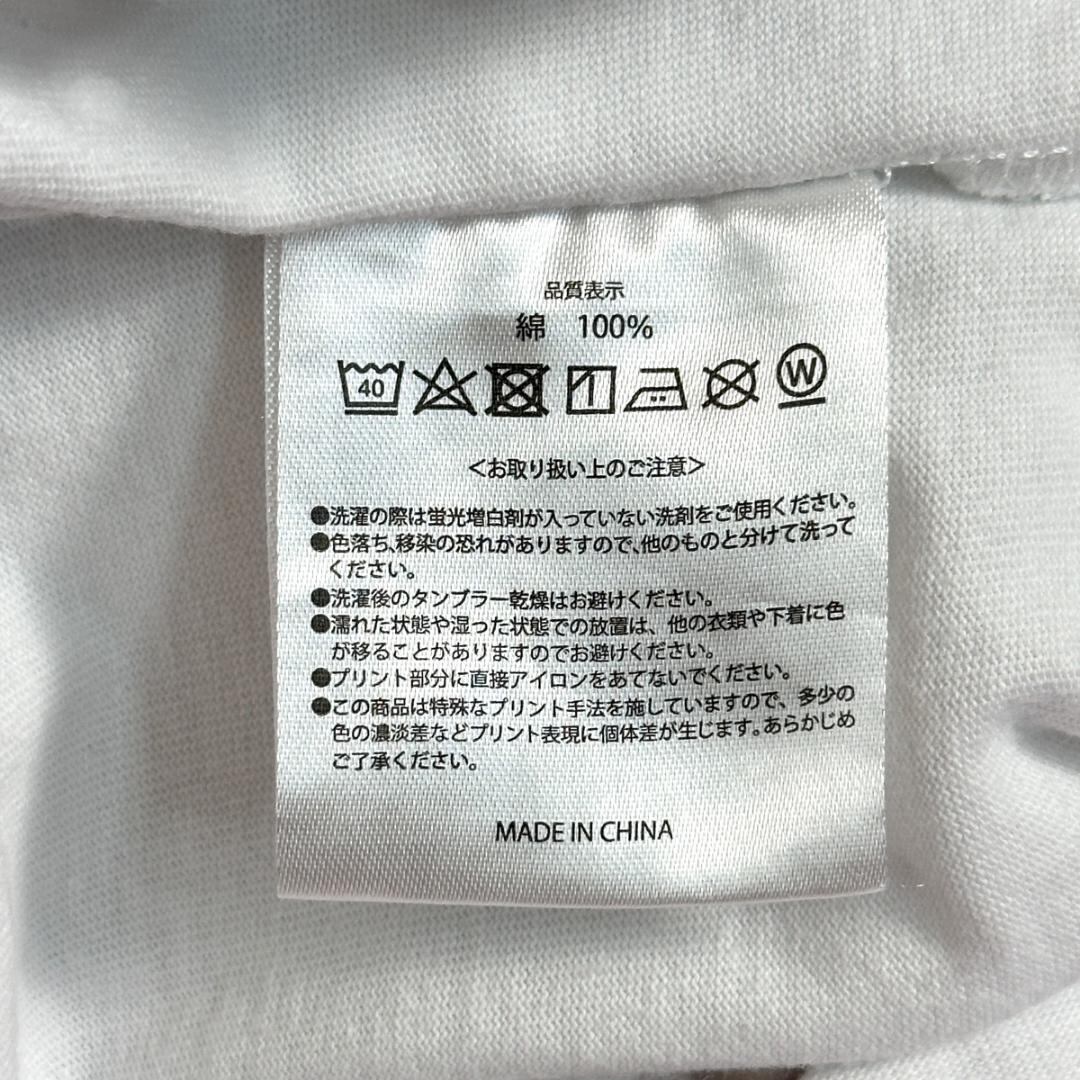 品質表示
綿 100%
40
W
<お取り扱い上のご注意>
●洗濯の際は蛍光増白剤が入っていない洗剤をご使用ください。
●色落ち、移染の恐れがありますので、他のものと分けて洗って
ください。
●洗濯後のタンブラー乾燥はお避けください。
●濡れた状態や湿った状態での放置は、他の衣類や下着に色
が移ることがありますのでお避けください。
●プリント部分に直接アイロンをあてないでください。
●この商品は特殊なプリント手法を施していますので、多少の
色の濃淡差などプリント表現に個体差が生じます。あらかじめ
ご了承ください。
MADE IN CHINA